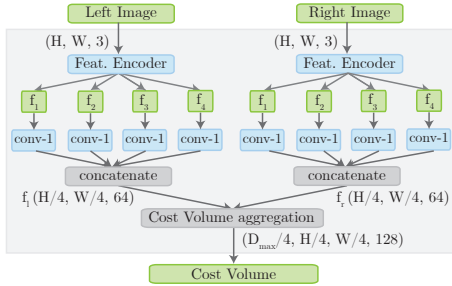 Left Image Right Image
(H, W, 3) (H, W, 3)
Feat. Encoder Feat. Encoder
f₁ f₂ f₃ f₄ f₁ f₂ f₃ f₄
conv-1 conv-1 conv-1 conv-1 conv-1 conv-1 conv-1 conv-1
concatenate concatenate
fₗ(H/4, W/4, 64) fᵣ(H/4, W/4, 64)
Cost Volume aggregation
(Dmax/4, H/4, W/4, 128)
Cost Volume